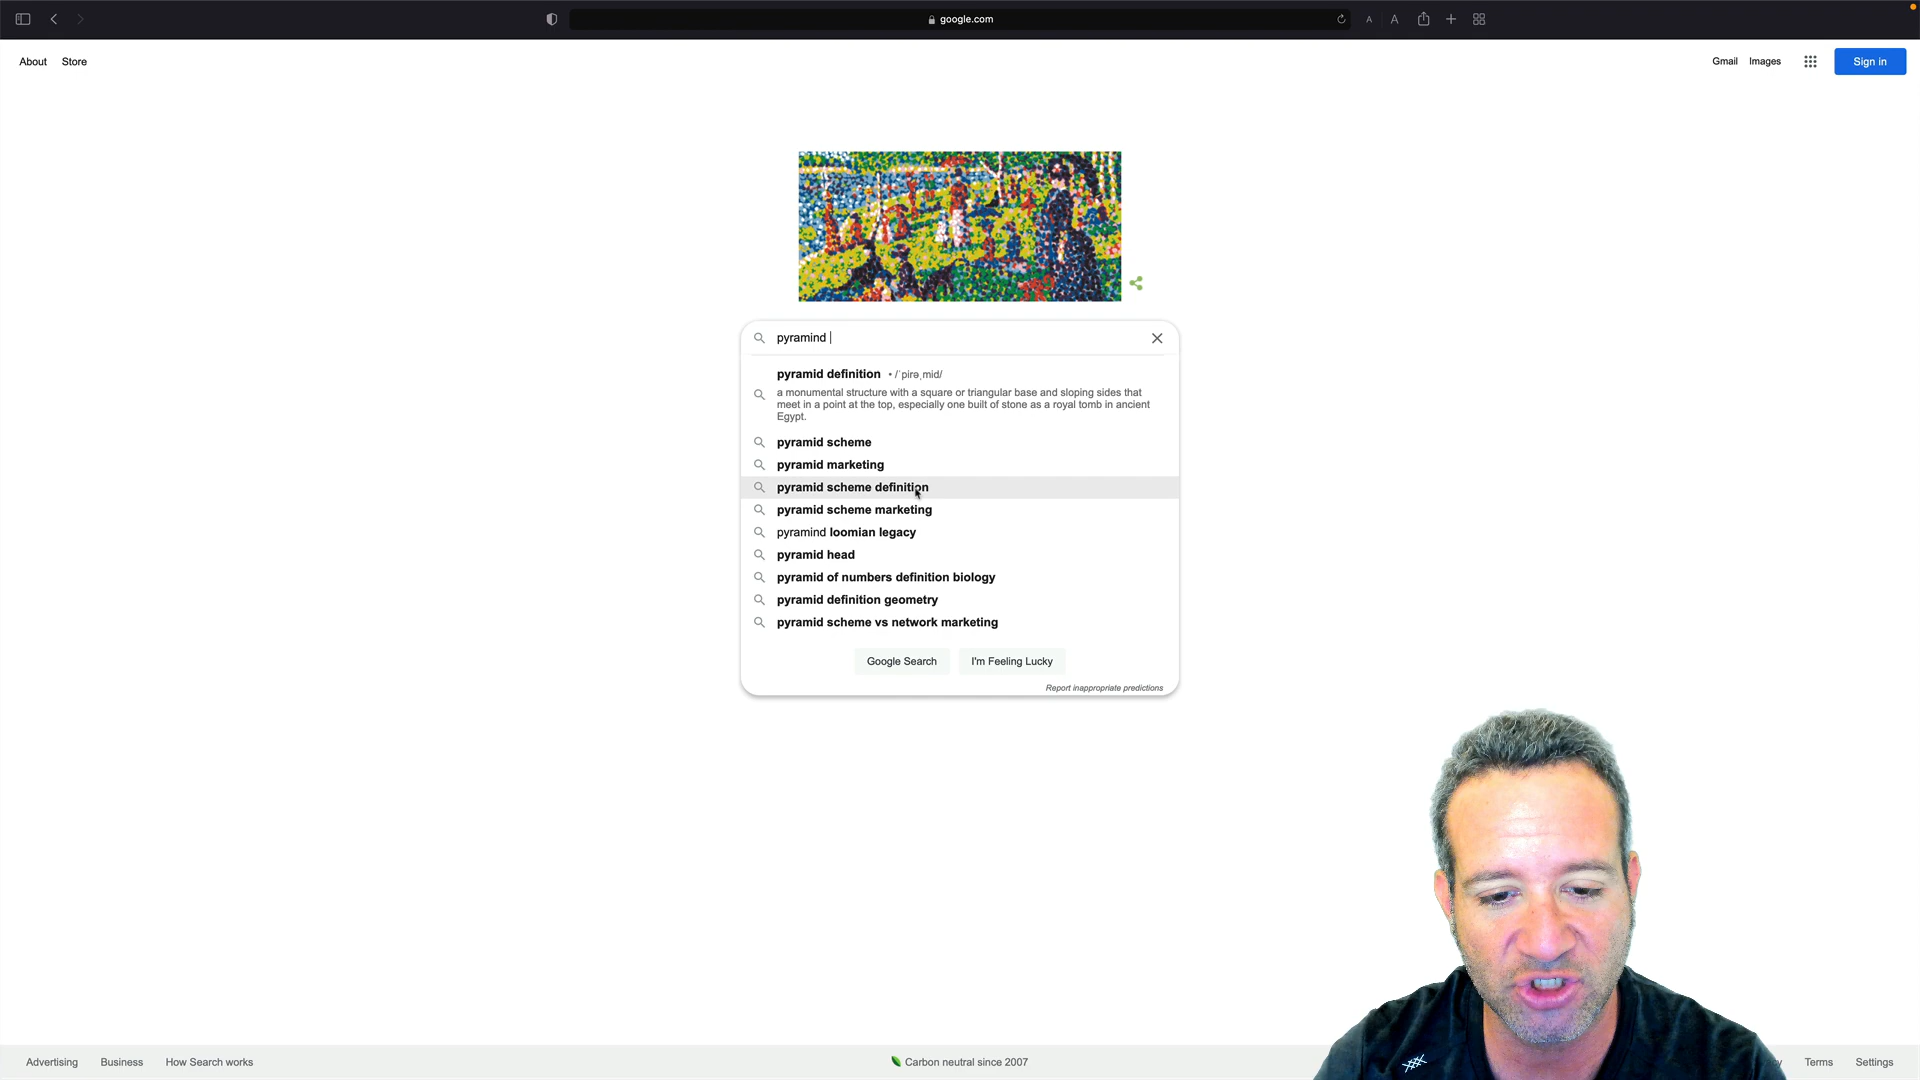 google.com
A A
About Store
Gmail Images
Sign in
pyramind
pyramid definition • /ˈpirəˌmid/
a monumental structure with a square or triangular base and sloping sides that
meet in a point at the top, especially one built of stone as a royal tomb in ancient
Egypt.
pyramid scheme
pyramid marketing
pyramid scheme definition
pyramid scheme marketing
pyramind loomian legacy
pyramid head
pyramid of numbers definition biology
pyramid definition geometry
pyramid scheme vs network marketing
Google Search I'm Feeling Lucky
Report inappropriate predictions
Advertising Business How Search works
Carbon neutral since 2007
Terms Settings